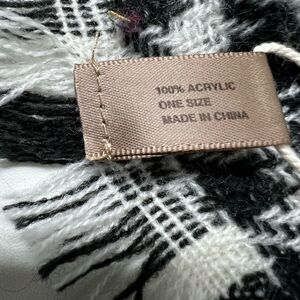 100% ACRYLIC
ONE SIZE
MADE IN CHINA